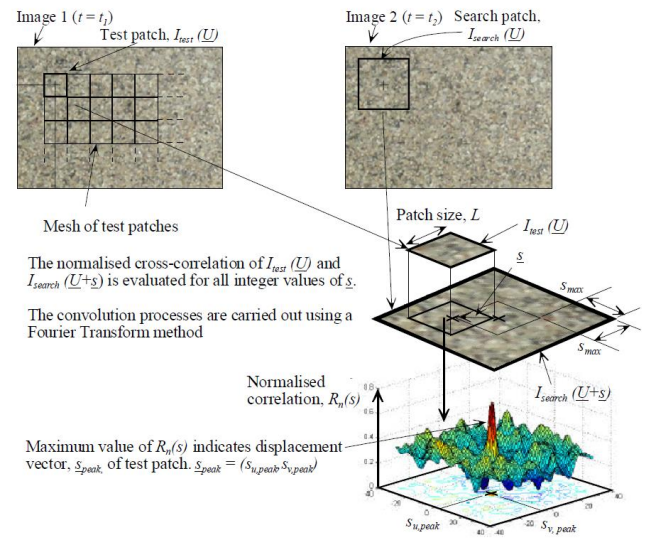 Image 1 (t = t1)
Test patch, Itest (U)
Image 2 (t = t2) Search patch,
Isearch (U)
Mesh of test patches
Patch size, L
Itest (U)
s
smax
smax
The normalised cross-correlation of Itest (U) and
Isearch (U+s) is evaluated for all integer values of s.
The convolution processes are carried out using a
Fourier Transform method
Isearch (U+s)
Normalised
correlation, Rn(s)
0.8
0.4
0.2
0
Maximum value of Rn(s) indicates displacement
vector, speak, of test patch. speak = (su,peak sv,peak)
40
20
0
-20
-40
-40
-20
0
20
40
su,peak
sv, peak